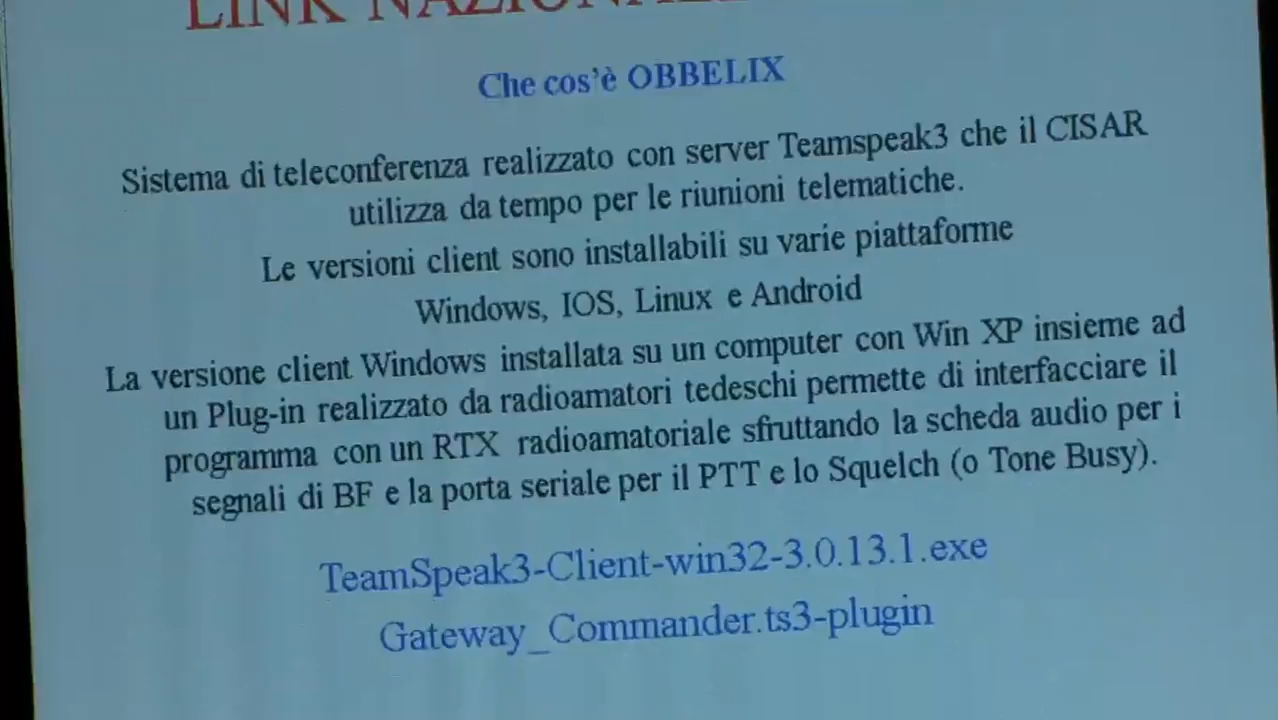 LINK NAZIONALE
Che cos'è OBBELIX
Sistema di teleconferenza realizzato con server Teamspeak3 che il CISAR
utilizza da tempo per le riunioni telematiche.
Le versioni client sono installabili su varie piattaforme
Windows, IOS, Linux e Android
La versione client Windows installata su un computer con Win XP insieme ad
un Plug-in realizzato da radioamatori tedeschi permette di interfacciare il
programma con un RTX radioamatoriale sfruttando la scheda audio per i
segnali di BF e la porta seriale per il PTT e lo Squelch (o Tone Busy).
TeamSpeak3-Client-win32-3.0.13.1.exe
Gateway_Commander.ts3-plugin